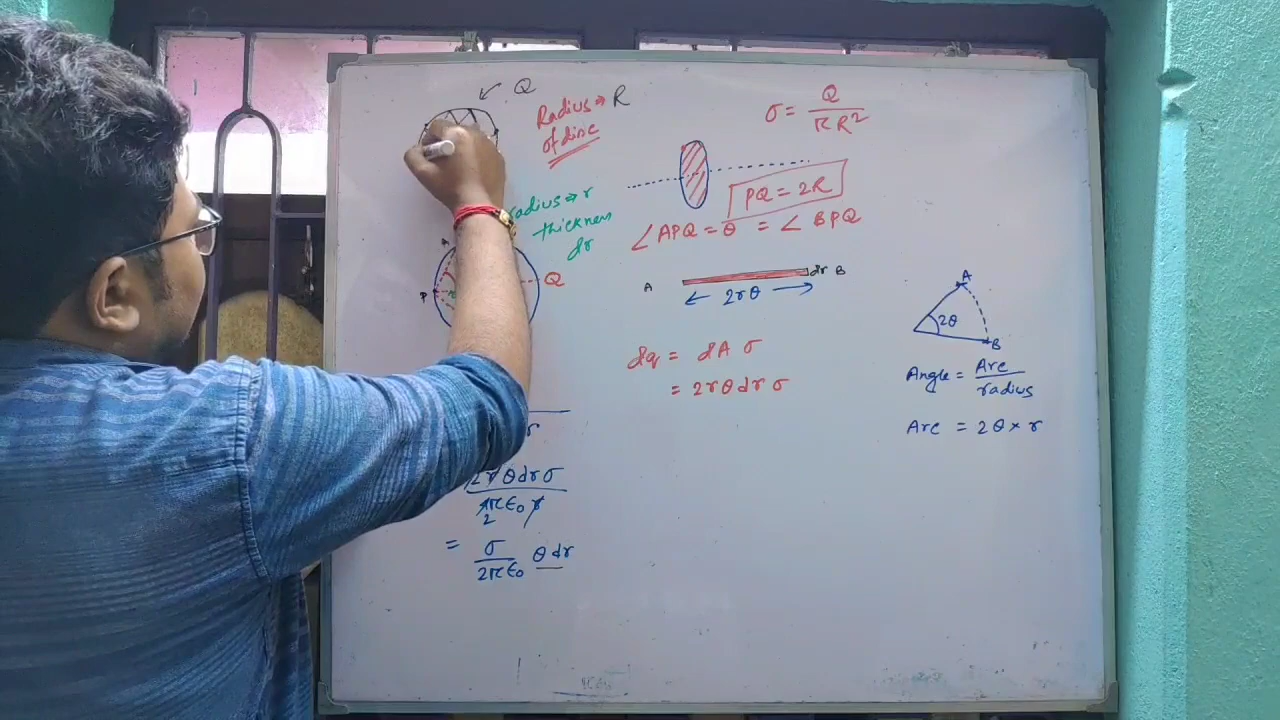 Q
Radius → R
of disc
σ = Q / πR²
PQ = 2R
∠APQ = θ = ∠BPQ
radius → r
thickness
dr
A
P
Q
A
dr B
2rθ
dq = dA σ
= 2rθ dr σ
A
2θ
B
Angle = Arc / radius
Arc = 2θ × r
r
2rθdrσ / 4πε₀ r
2
= σ / 2πε₀ θ dr